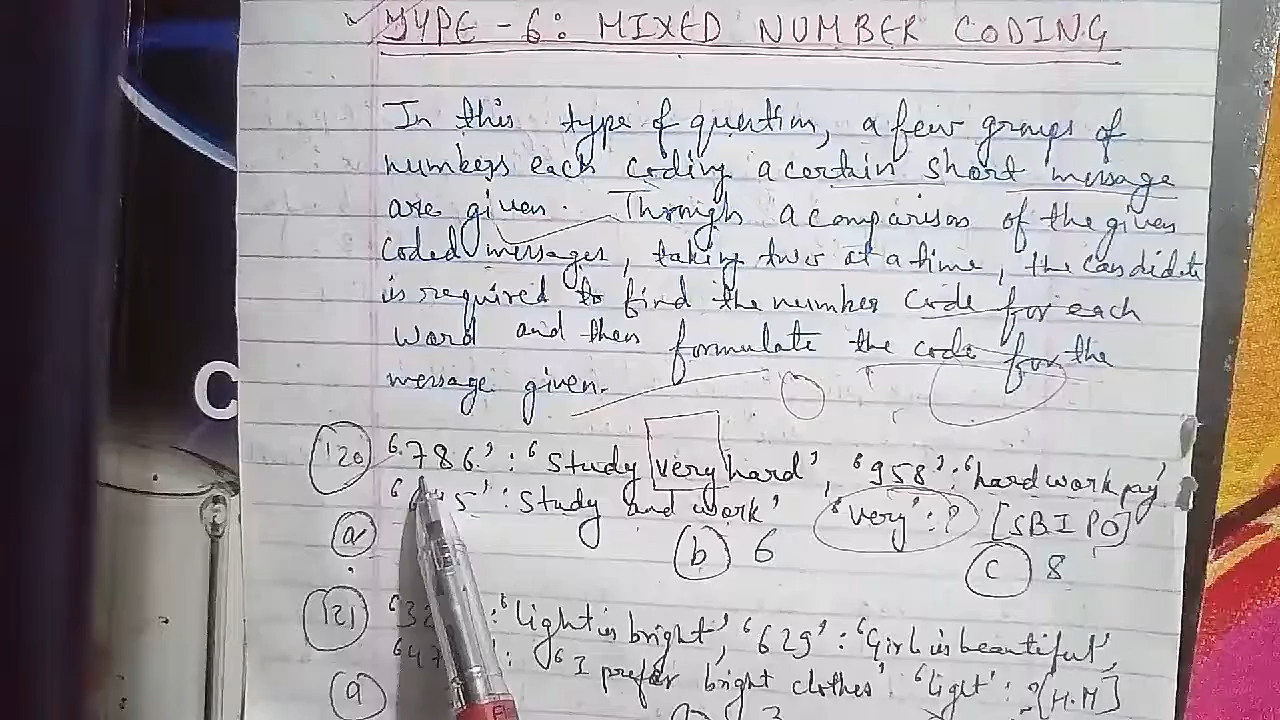 TYPE - 6: MIXED NUMBER CODING
In this type of question, a few groups of
numbers each coding a certain short message
are given. Through a comparison of the given
coded messages, taking two at a time, the candidate
is required to find the number code for each
word and then formulate the code for the
message given.
120 '786': 'study very hard', '958': 'hard work pay'
'645': study and work' 'very': ? [SBI PO]
a b 6 c 8
121 '32 : 'light is bright', '629': 'Girl is beautiful',
'47 ': 'I prefer bright clothes' 'light': ? [H.M]
a
C